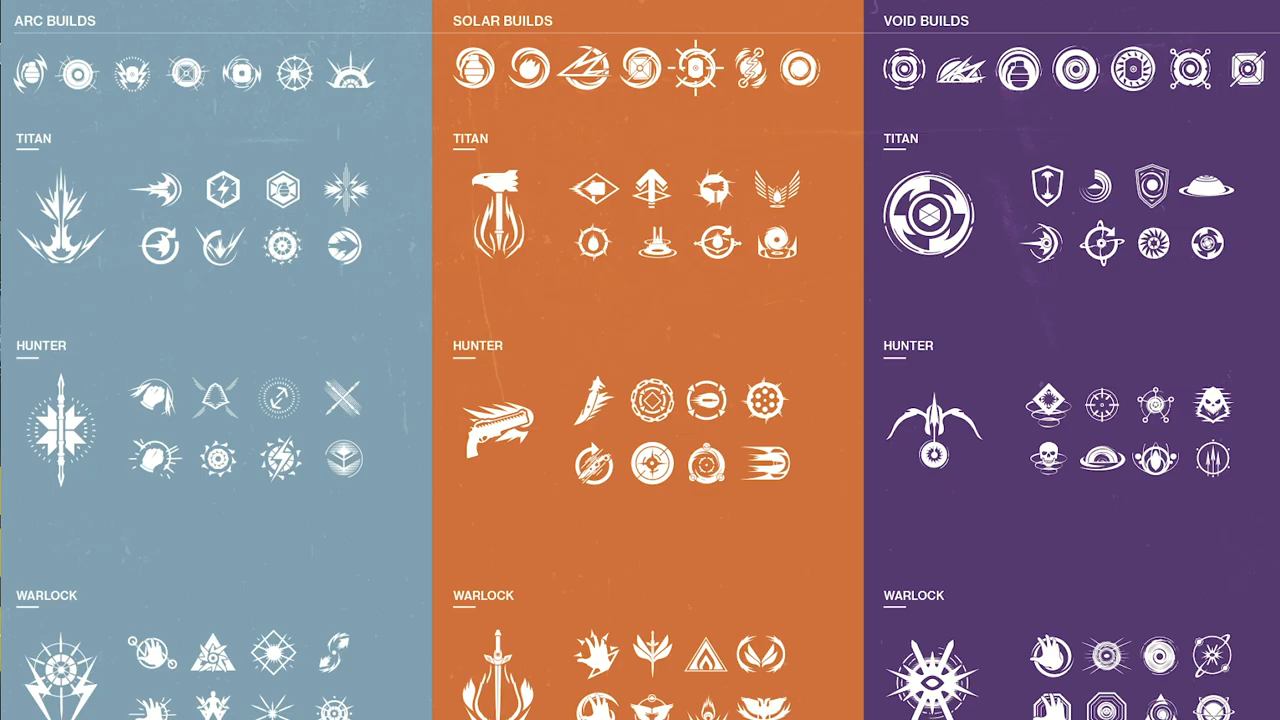 ARC BUILDS
SOLAR BUILDS
VOID BUILDS
TITAN
TITAN
TITAN
HUNTER
HUNTER
HUNTER
WARLOCK
WARLOCK
WARLOCK